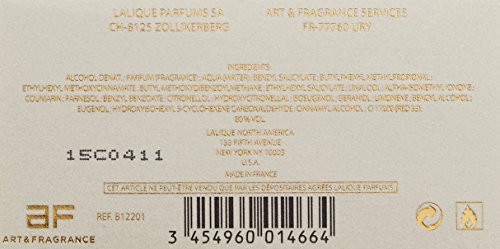 LALIQUE PARFUMS SA
CH-8125 ZOLLIKERBERG
ART & FRAGRANCE SERVICES
FR-77760 URY
INGREDIENTS:
ALCOHOL DENAT.; PARFUM (FRAGRANCE); AQUA (WATER); BENZYL SALICYLATE; BUTYLPHENYL METHYLPROPIONAL;
ETHYLHEXYL METHOXYCINNAMATE; BUTYL METHOXYDIBENZOYLMETHANE; ETHYLHEXYL SALICYLATE; LINALOOL; ALPHA-ISOMETHYL IONONE;
COUMARIN; FARNESOL; BENZYL BENZOATE; CITRONELLOL; HYDROXYCITRONELLAL; ISOEUGENOL; GERANIOL; LIMONENE; BENZYL ALCOHOL;
EUGENOL; HYDROXYISOHEXYL 3-CYCLOHEXENE CARBOXALDEHYDE; CINNAMYL ALCOHOL; CI 17200 (RED 33).
80 % VOL
LALIQUE NORTH AMERICA
133 FIFTH AVENUE
NEW YORK NY 10003
U.S.A.
15C0411
MADE IN FRANCE
CET ARTICLE NE PEUT ÊTRE VENDU QUE PAR LES DÉPOSITAIRES AGRÉÉS LALIQUE PARFUMS
AF
ART&FRAGRANCE
REF. B12201
3 454960 014664